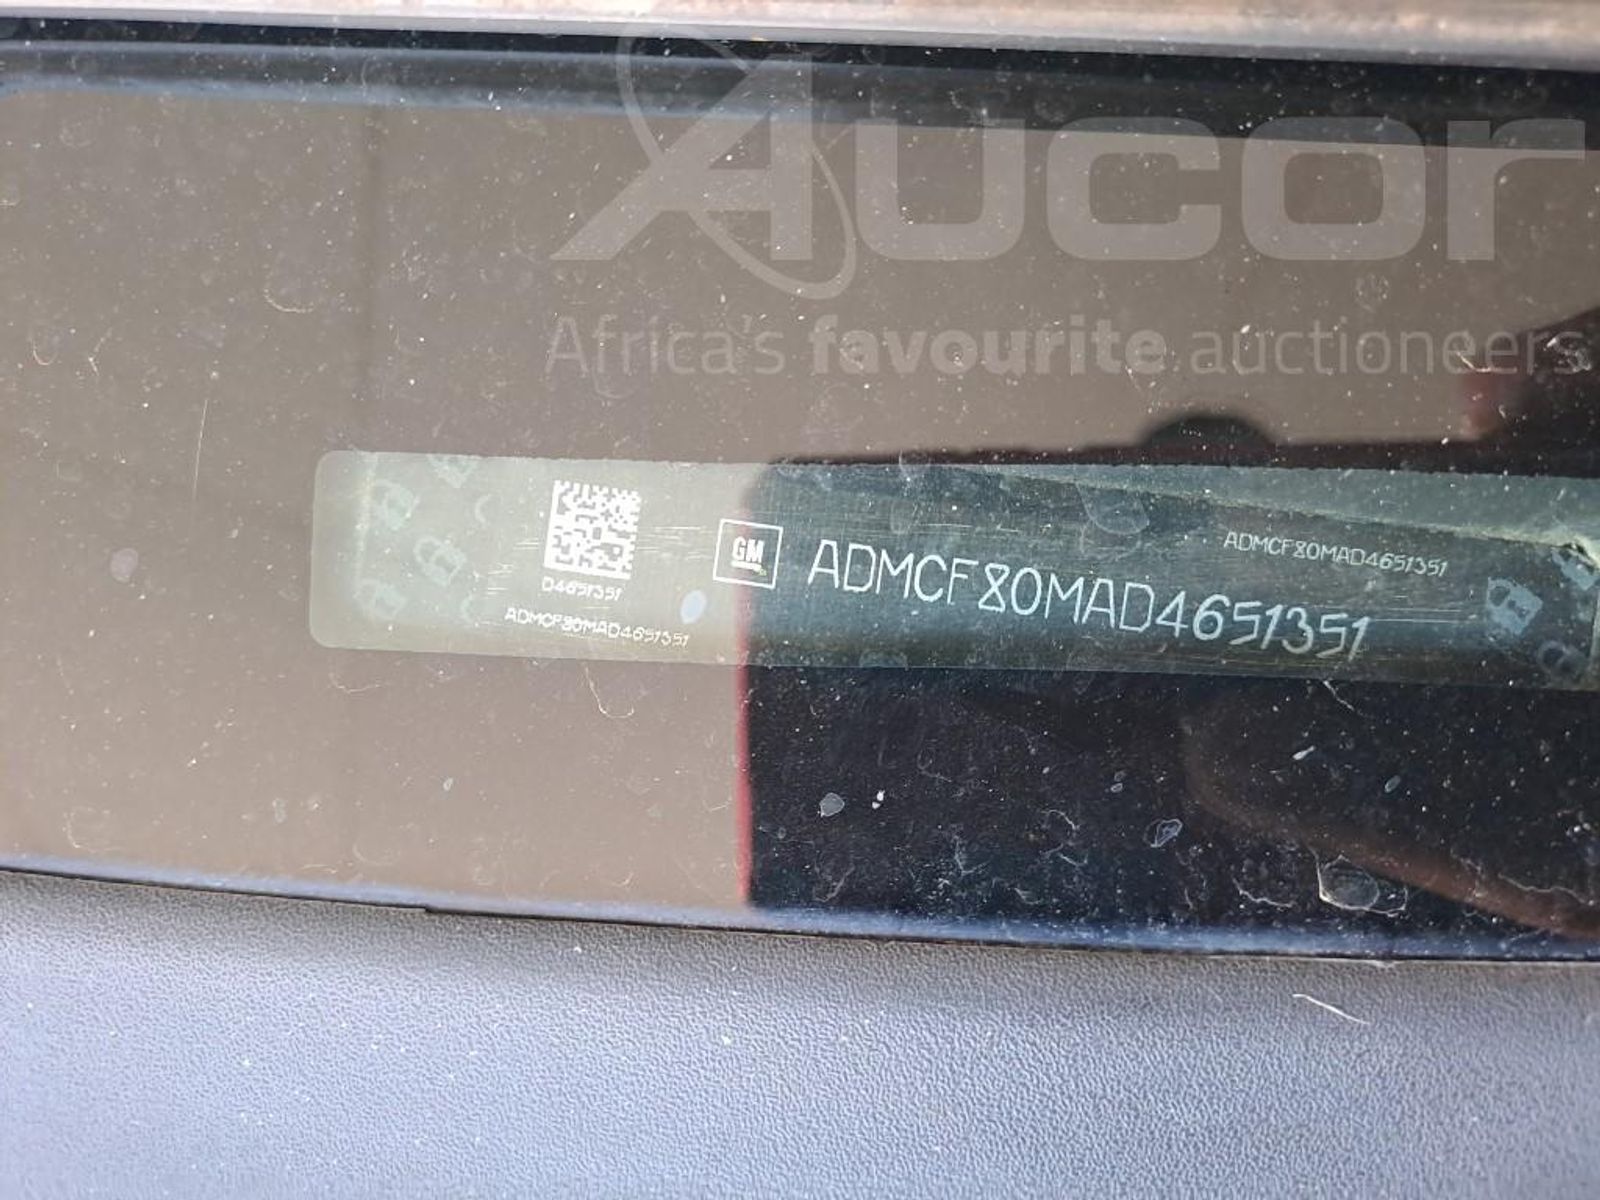 Aucor
Africa's favourite auctioneers
ADMCF80MAD4651351
GM
ADMCF80MAD4651351
D4651351
ADMCF80MAD4651351